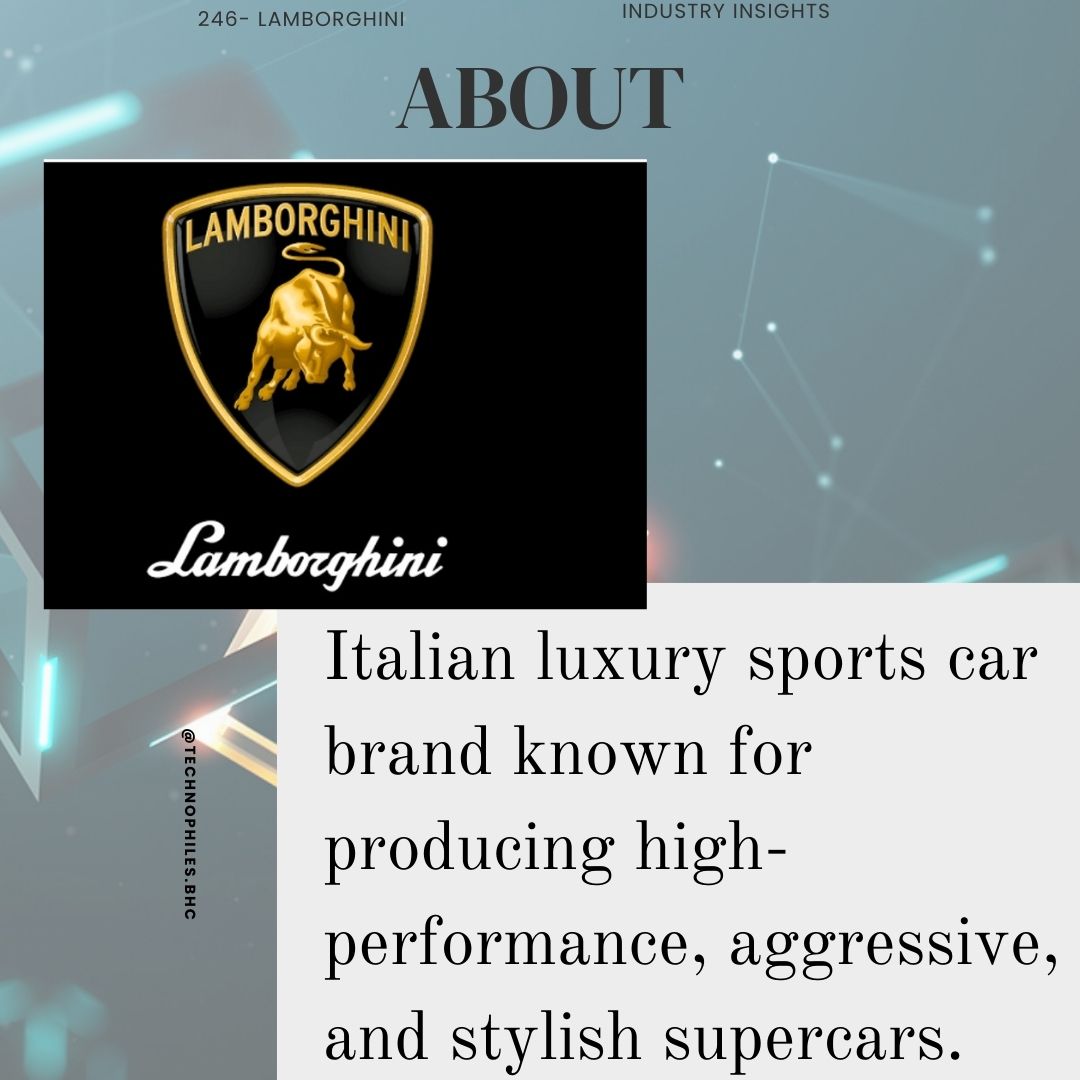 246- LAMBORGHINI
INDUSTRY INSIGHTS
ABOUT
LAMBORGHINI
Lamborghini
Italian luxury sports car
brand known for
producing high-
performance, aggressive,
and stylish supercars.
@TECHNOPHILES.BHC